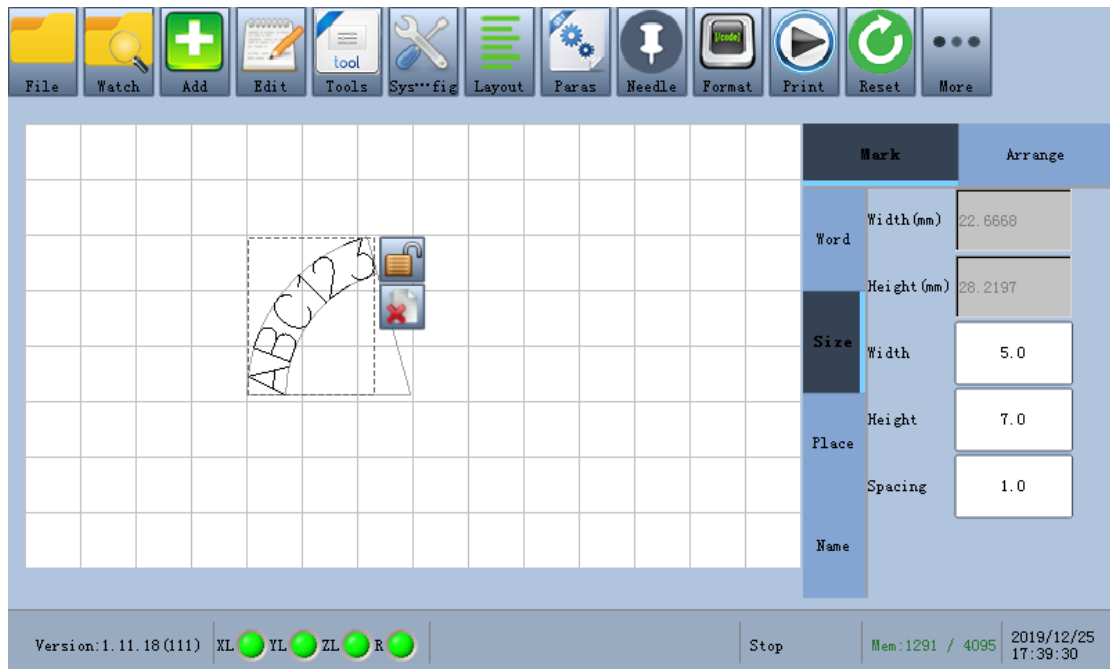 File Watch Add Edit Tools Sys···fig Layout Paras Needle Format Print Reset More
tool
[/code]
Mark Arrange
Word
Size
Place
Name
Width(mm) 22.6668
Height(mm) 28.2197
Width 5.0
Height 7.0
Spacing 1.0
ABC12 3
Version:1.11.18(111) XL YL ZL R Stop Mem:1291 / 4095 2019/12/25
17:39:30